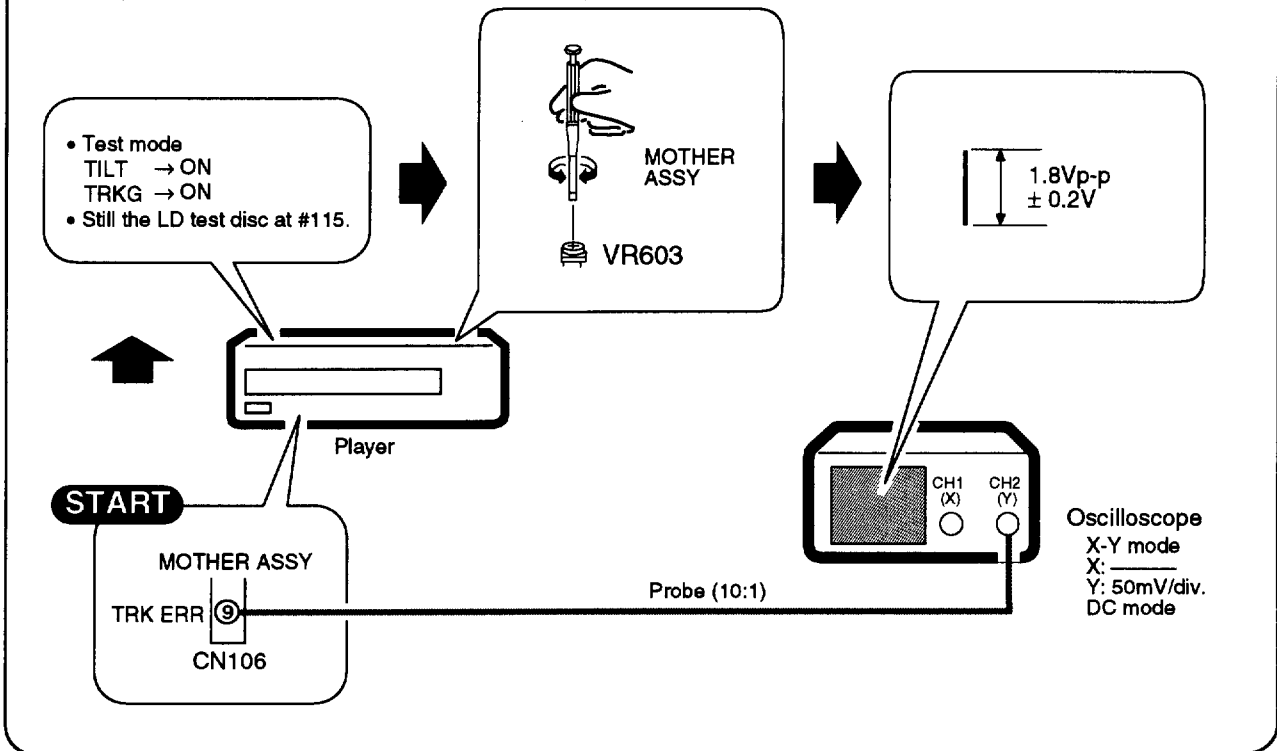 • Test mode
TILT → ON
TRKG → ON
• Still the LD test disc at #115.
MOTHER
ASSY
VR603
1.8Vp-p
± 0.2V
Player
START
MOTHER ASSY
TRK ERR 9
CN106
Probe (10:1)
CH1
(X)
CH2
(Y)
Oscilloscope
X-Y mode
X: ———
Y: 50mV/div.
DC mode